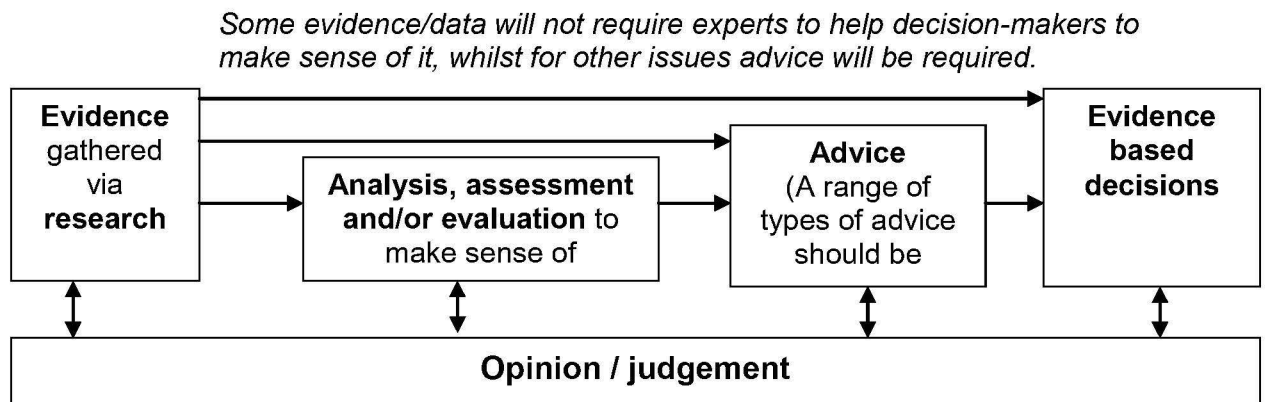 Some evidence/data will not require experts to help decision-makers to
make sense of it, whilst for other issues advice will be required.
Evidence
gathered
via
research
Analysis, assessment
and/or evaluation to
make sense of
Advice
(A range of
types of advice
should be
Evidence
based
decisions
Opinion / judgement